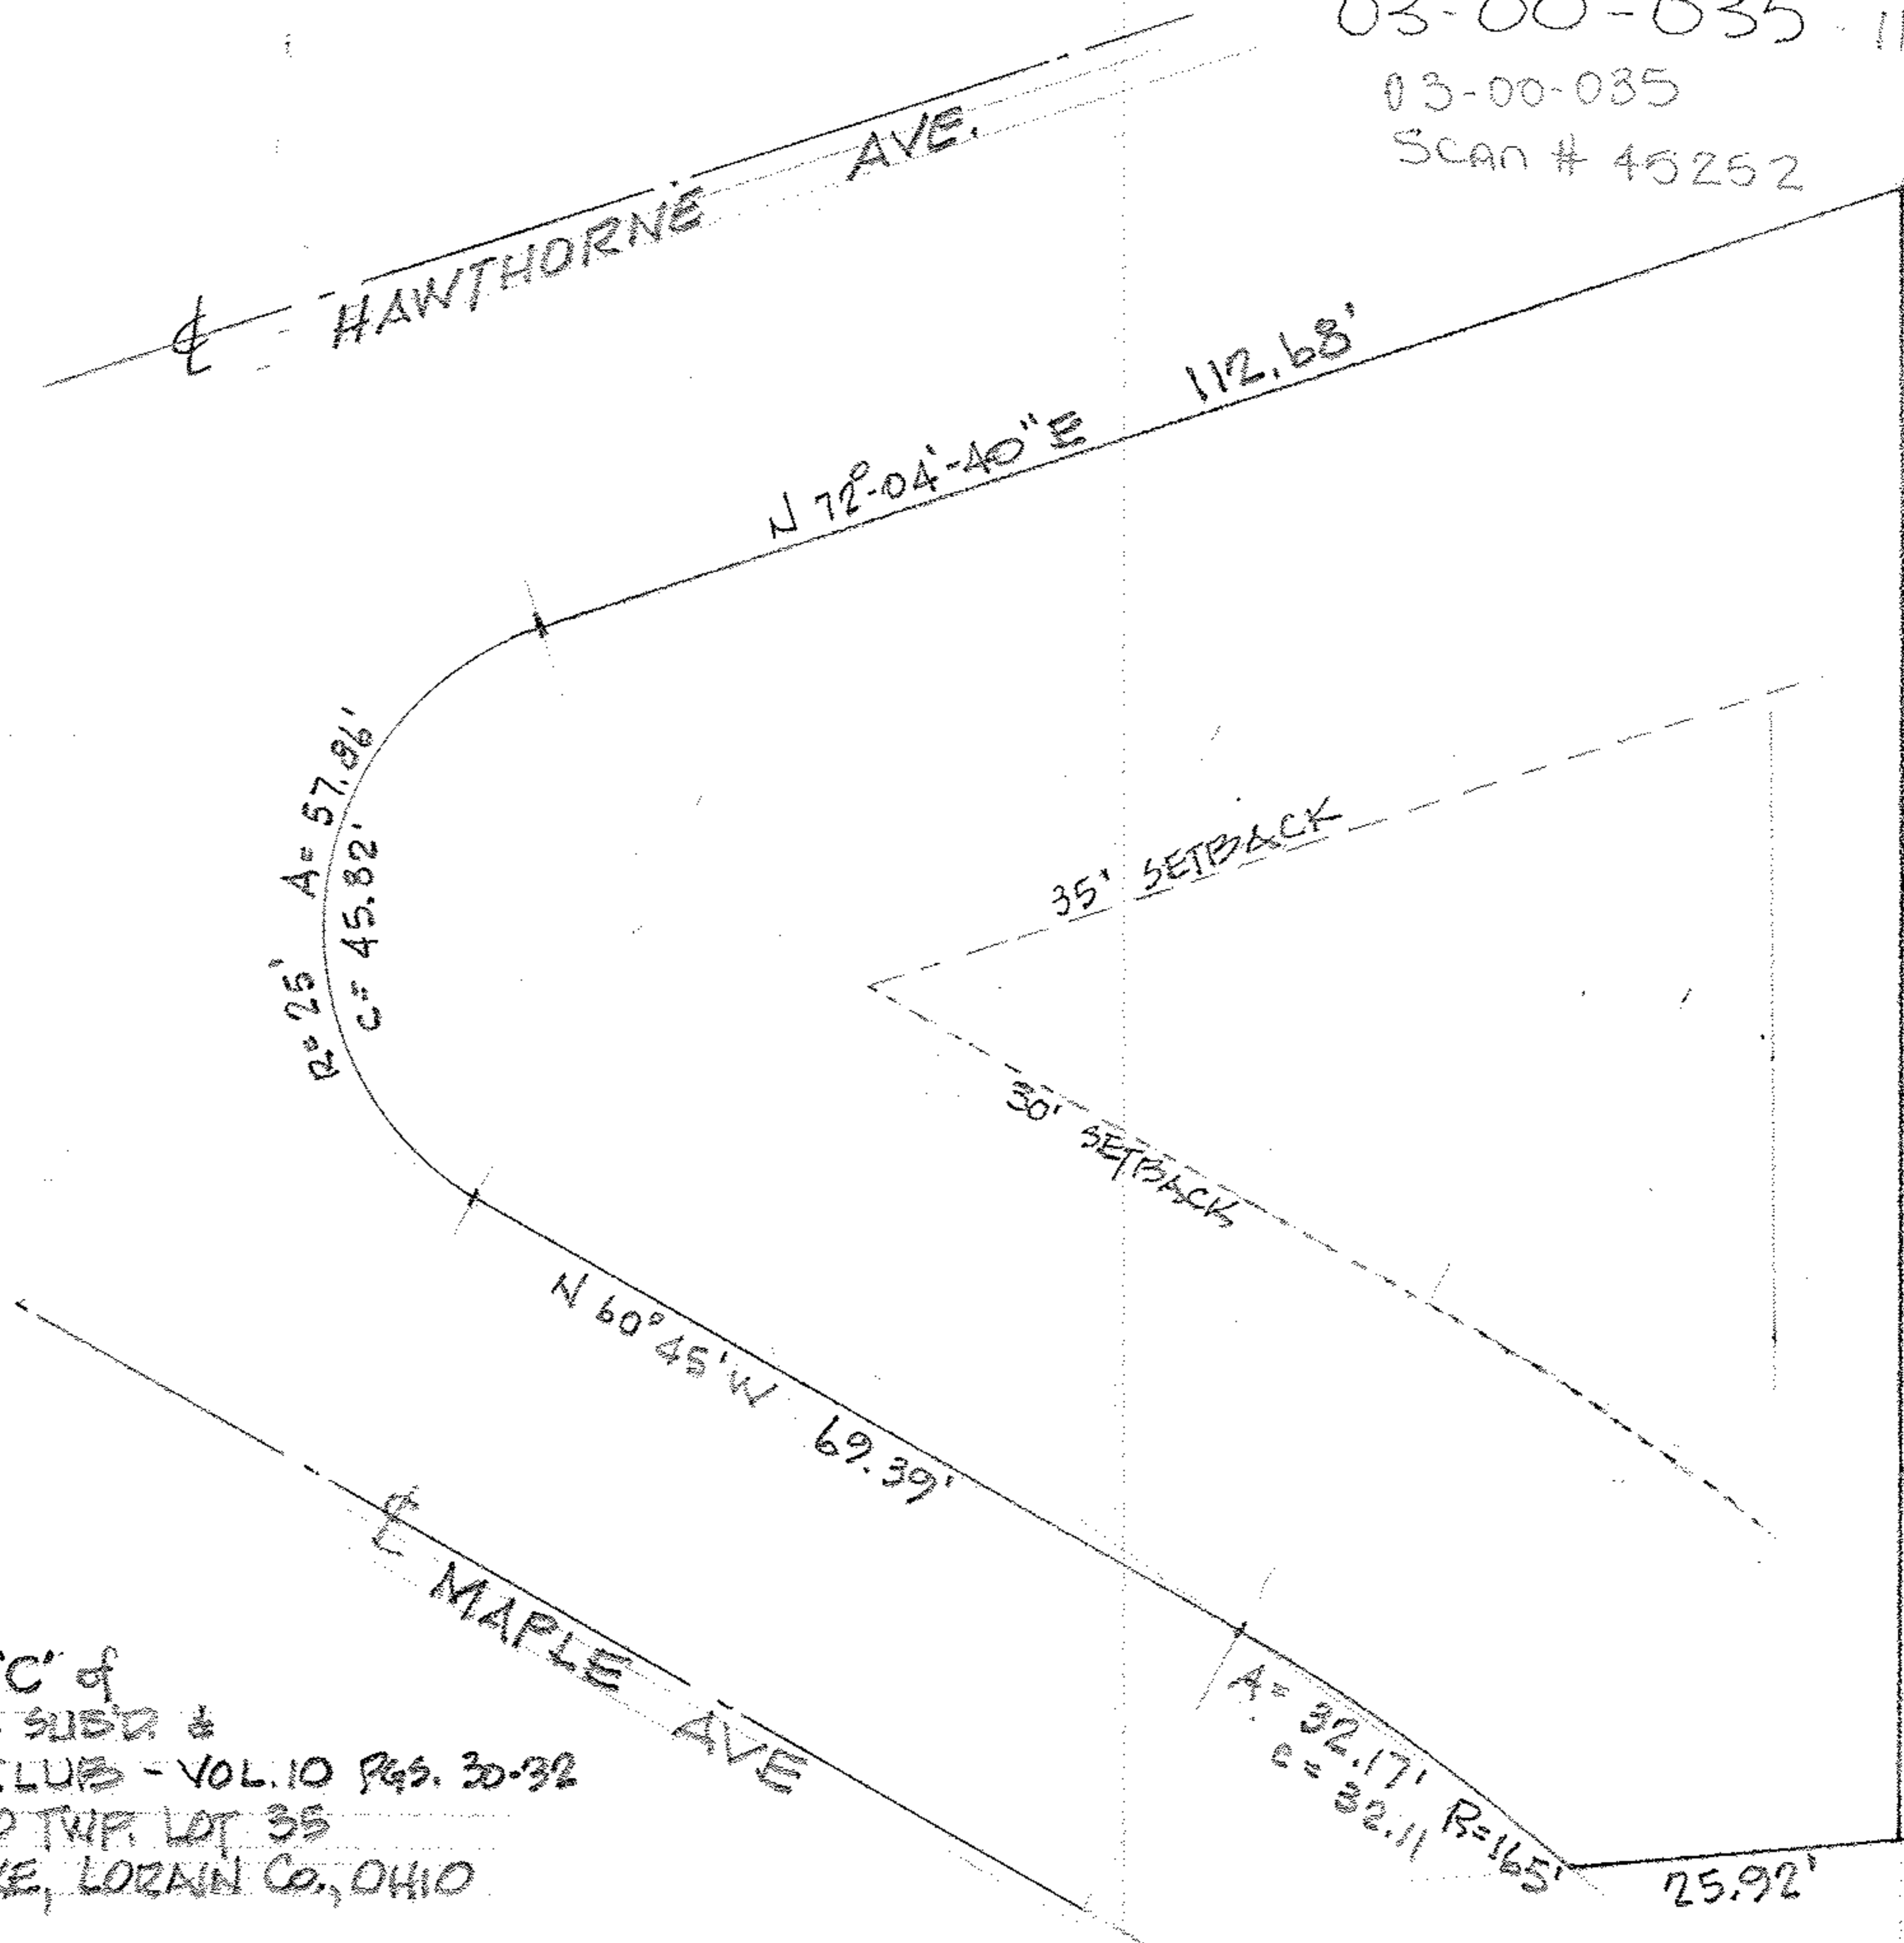 03-00-035
03-00-035
Scan # 45252
℄ HAWTHORNE AVE.
N 72°-04'-40"E 112.68'
R= 25' A= 57.86'
C= 45.82'
35' SETBACK
30' SETBACK
N 60°45'W 69.39'
℄ MAPLE AVE
A= 32.17' R=165'
C= 32.11
25.92'
"C" of
SUB'D. &
CLUB - VOL. 10 PGS. 30-32
TWP. LOT 35
LORAIN Co., OHIO